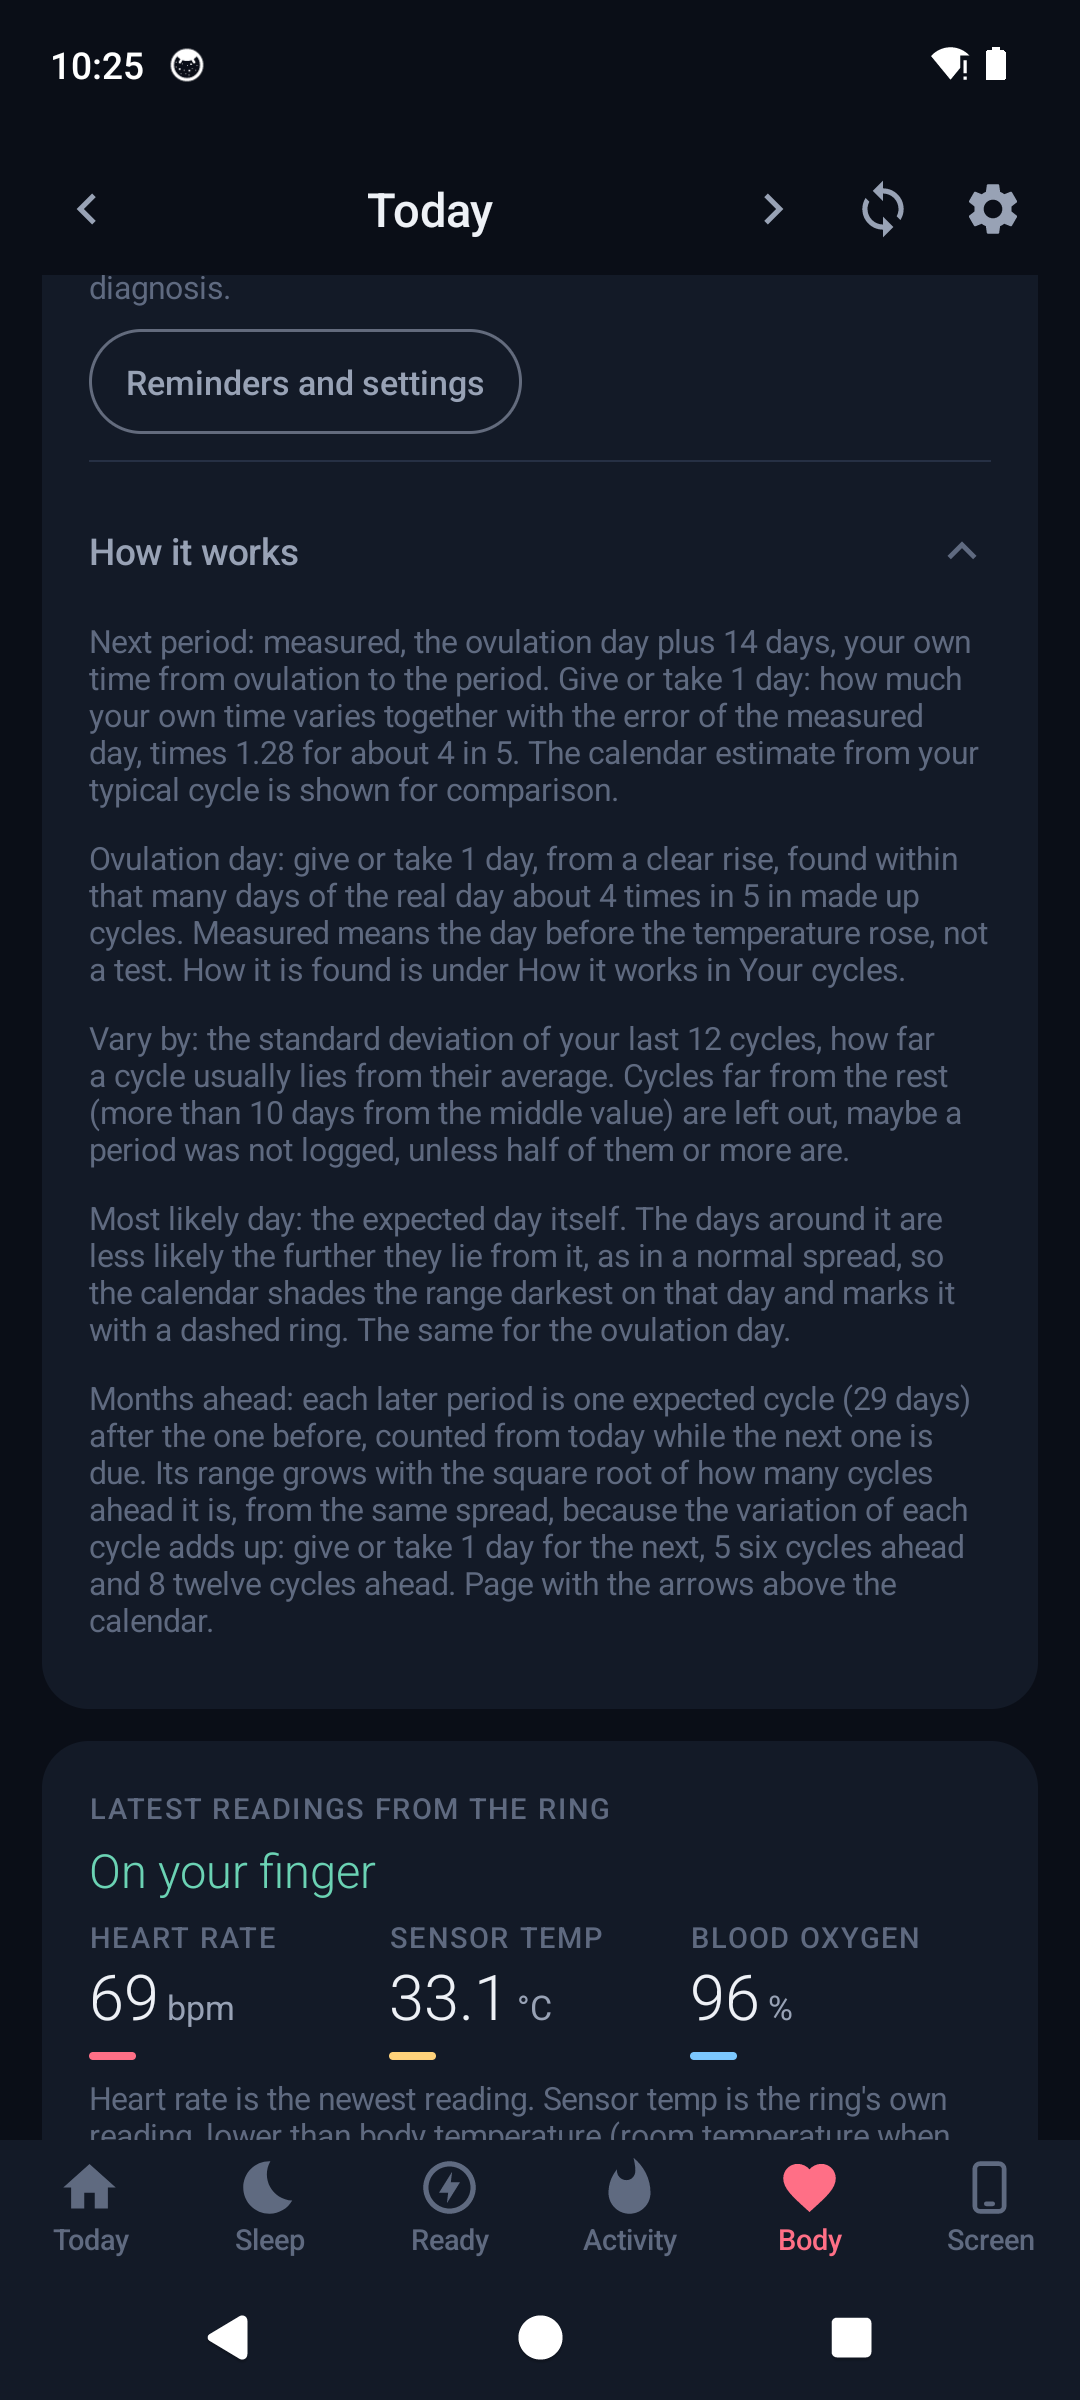 10:25
Today
diagnosis.
Reminders and settings
How it works
Next period: measured, the ovulation day plus 14 days, your own
time from ovulation to the period. Give or take 1 day: how much
your own time varies together with the error of the measured
day, times 1.28 for about 4 in 5. The calendar estimate from your
typical cycle is shown for comparison.
Ovulation day: give or take 1 day, from a clear rise, found within
that many days of the real day about 4 times in 5 in made up
cycles. Measured means the day before the temperature rose, not
a test. How it is found is under How it works in Your cycles.
Vary by: the standard deviation of your last 12 cycles, how far
a cycle usually lies from their average. Cycles far from the rest
(more than 10 days from the middle value) are left out, maybe a
period was not logged, unless half of them or more are.
Most likely day: the expected day itself. The days around it are
less likely the further they lie from it, as in a normal spread, so
the calendar shades the range darkest on that day and marks it
with a dashed ring. The same for the ovulation day.
Months ahead: each later period is one expected cycle (29 days)
after the one before, counted from today while the next one is
due. Its range grows with the square root of how many cycles
ahead it is, from the same spread, because the variation of each
cycle adds up: give or take 1 day for the next, 5 six cycles ahead
and 8 twelve cycles ahead. Page with the arrows above the
calendar.
LATEST READINGS FROM THE RING
On your finger
HEART RATE SENSOR TEMP BLOOD OXYGEN
69 bpm 33.1 °C 96 %
Heart rate is the newest reading. Sensor temp is the ring's own
reading, lower than body temperature (room temperature when
Today Sleep Ready Activity Body Screen